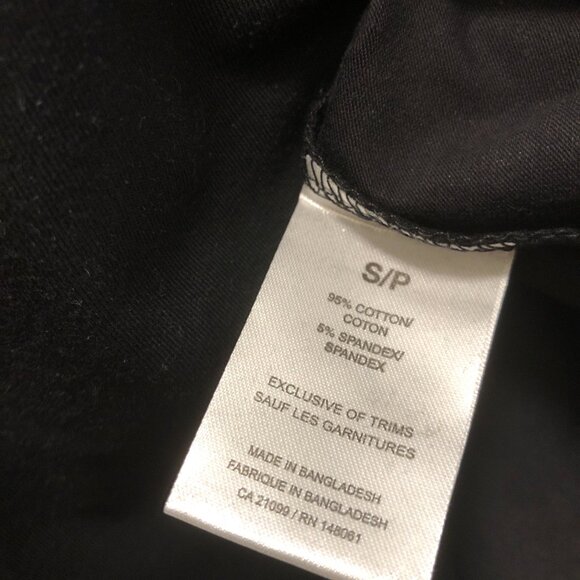 S/P
95% COTTON/
COTON
5% SPANDEX/
SPANDEX
EXCLUSIVE OF TRIMS
SAUF LES GARNITURES
MADE IN BANGLADESH
FABRIQUE IN BANGLADESH
CA 21099 / RN 148061